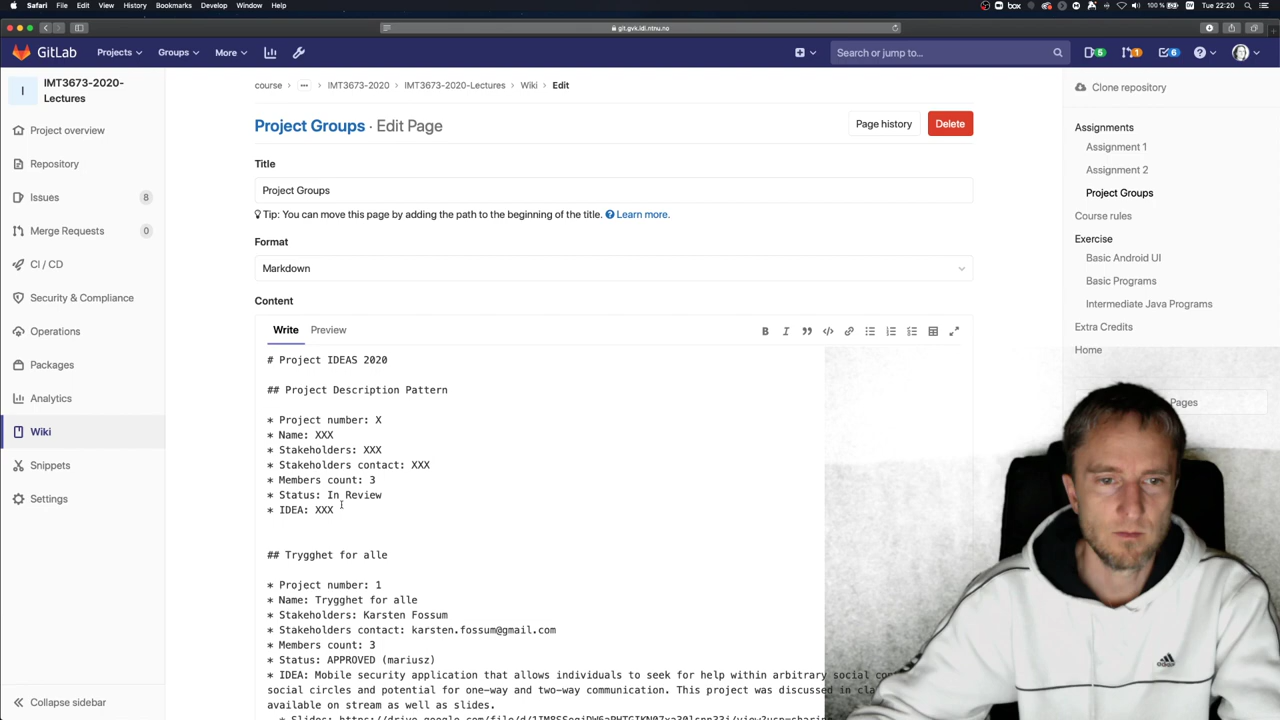 Safari File Edit View History Bookmarks Develop Window Help
box
100 % Tue 22:20
git.gvk.idi.ntnu.no
GitLab Projects Groups More Search or jump to... 5 1 6
I IMT3673-2020-Lectures
Project overview
Repository
Issues 8
Merge Requests 0
CI / CD
Security & Compliance
Operations
Packages
Analytics
Wiki
Snippets
Settings
Collapse sidebar
course › ... › IMT3673-2020 › IMT3673-2020-Lectures › Wiki › Edit
Project Groups · Edit Page
Page history Delete
Title
Project Groups
Tip: You can move this page by adding the path to the beginning of the title. Learn more.
Format
Markdown
Content
Write Preview
# Project IDEAS 2020
## Project Description Pattern
* Project number: X
* Name: XXX
* Stakeholders: XXX
* Stakeholders contact: XXX
* Members count: 3
* Status: In Review
* IDEA: XXX
## Trygghet for alle
* Project number: 1
* Name: Trygghet for alle
* Stakeholders: Karsten Fossum
* Stakeholders contact: karsten.fossum@gmail.com
* Members count: 3
* Status: APPROVED (mariusz)
* IDEA: Mobile security application that allows individuals to seek for help within arbitrary social
social circles and potential for one-way and two-way communication. This project was discussed in
available on stream as well as slides.
* Slides:
Clone repository
Assignments
Assignment 1
Assignment 2
Project Groups
Course rules
Exercise
Basic Android UI
Basic Programs
Intermediate Java Programs
Extra Credits
Home
Pages